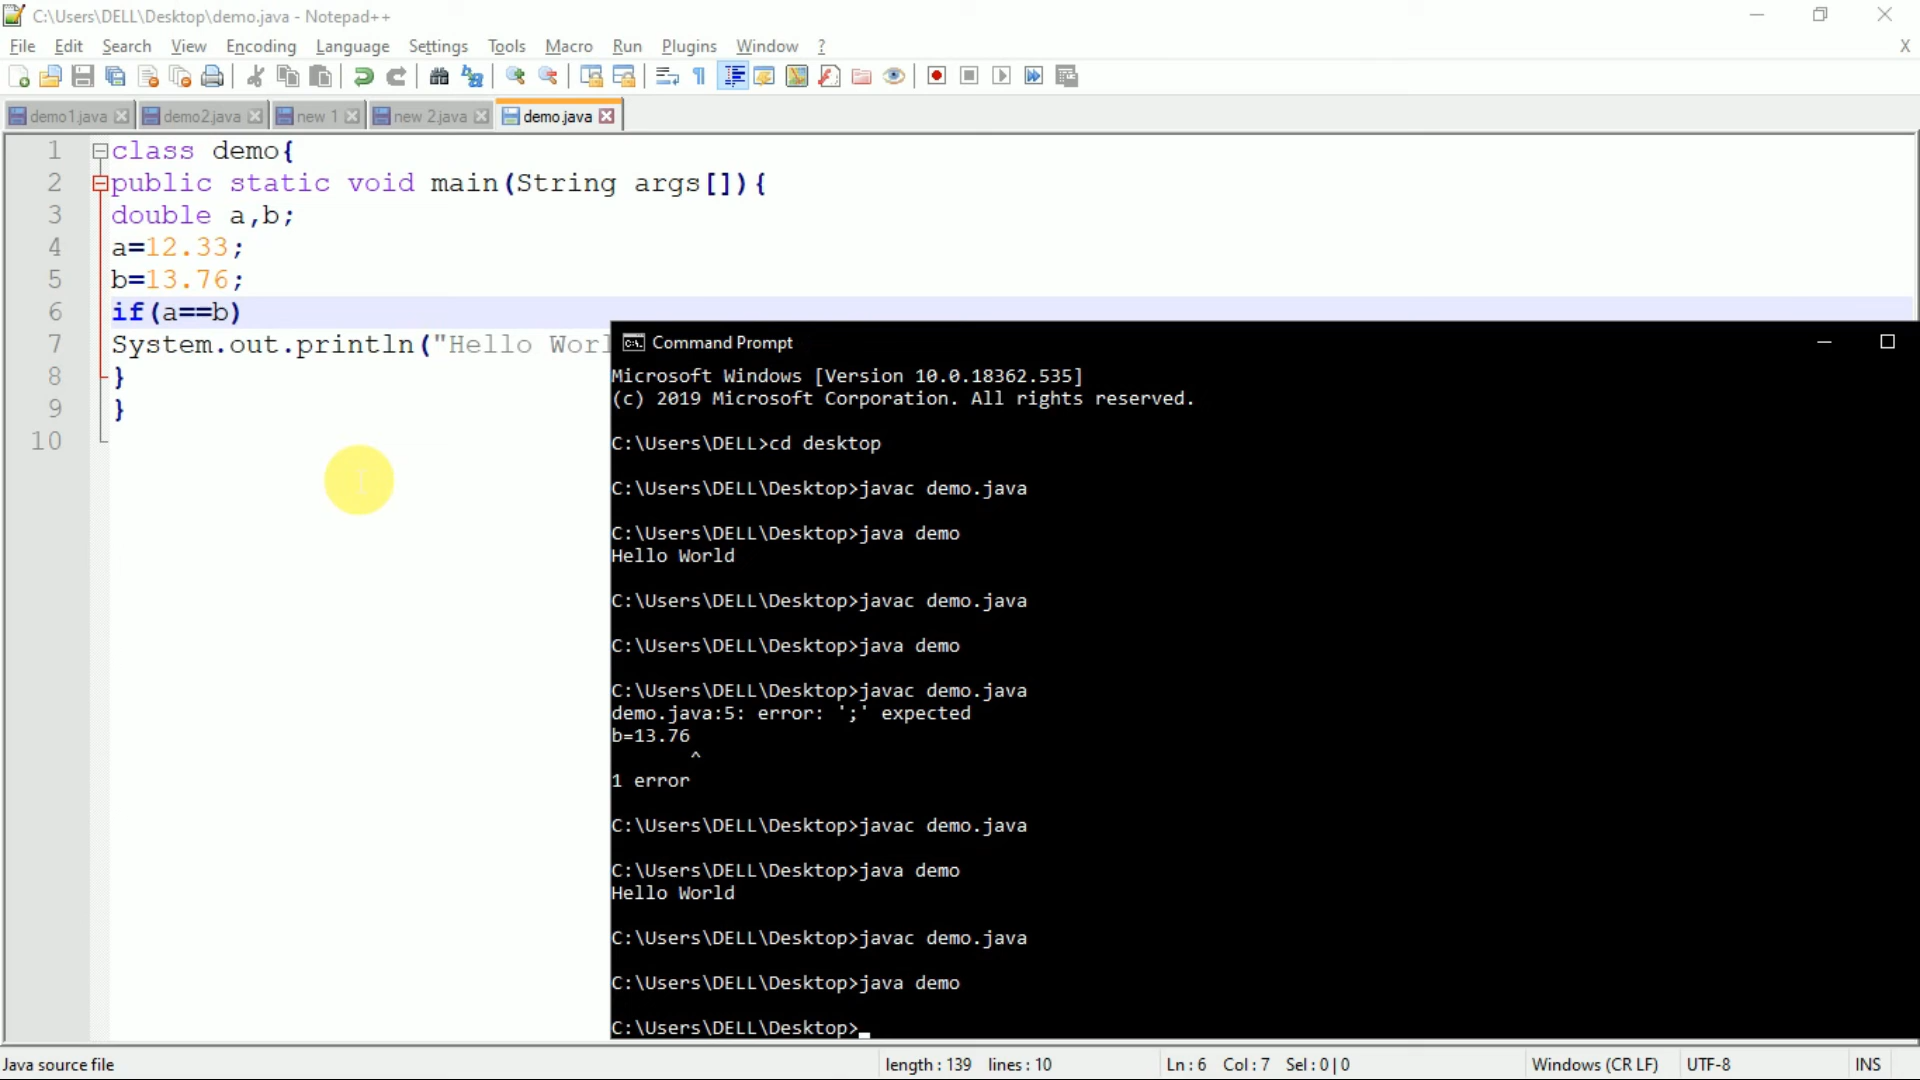 C:\Users\DELL\Desktop\demo.java - Notepad++
File Edit Search View Encoding Language Settings Tools Macro Run Plugins Window ? X
demo1.java demo2.java new 1 new 2.java demo.java
1 class demo{
2 public static void main(String args[]){
3 double a,b;
4 a=12.33;
5 b=13.76;
6 if(a==b)
7 System.out.println("Hello Worl
8 }
9 }
10
Command Prompt
Microsoft Windows [Version 10.0.18362.535]
(c) 2019 Microsoft Corporation. All rights reserved.
C:\Users\DELL>cd desktop
C:\Users\DELL\Desktop>javac demo.java
C:\Users\DELL\Desktop>java demo
Hello World
C:\Users\DELL\Desktop>javac demo.java
C:\Users\DELL\Desktop>java demo
C:\Users\DELL\Desktop>javac demo.java
demo.java:5: error: ';' expected
b=13.76
^
1 error
C:\Users\DELL\Desktop>javac demo.java
C:\Users\DELL\Desktop>java demo
Hello World
C:\Users\DELL\Desktop>javac demo.java
C:\Users\DELL\Desktop>java demo
C:\Users\DELL\Desktop>_
Java source file length : 139 lines : 10 Ln : 6 Col : 7 Sel : 0 | 0 Windows (CR LF) UTF-8 INS